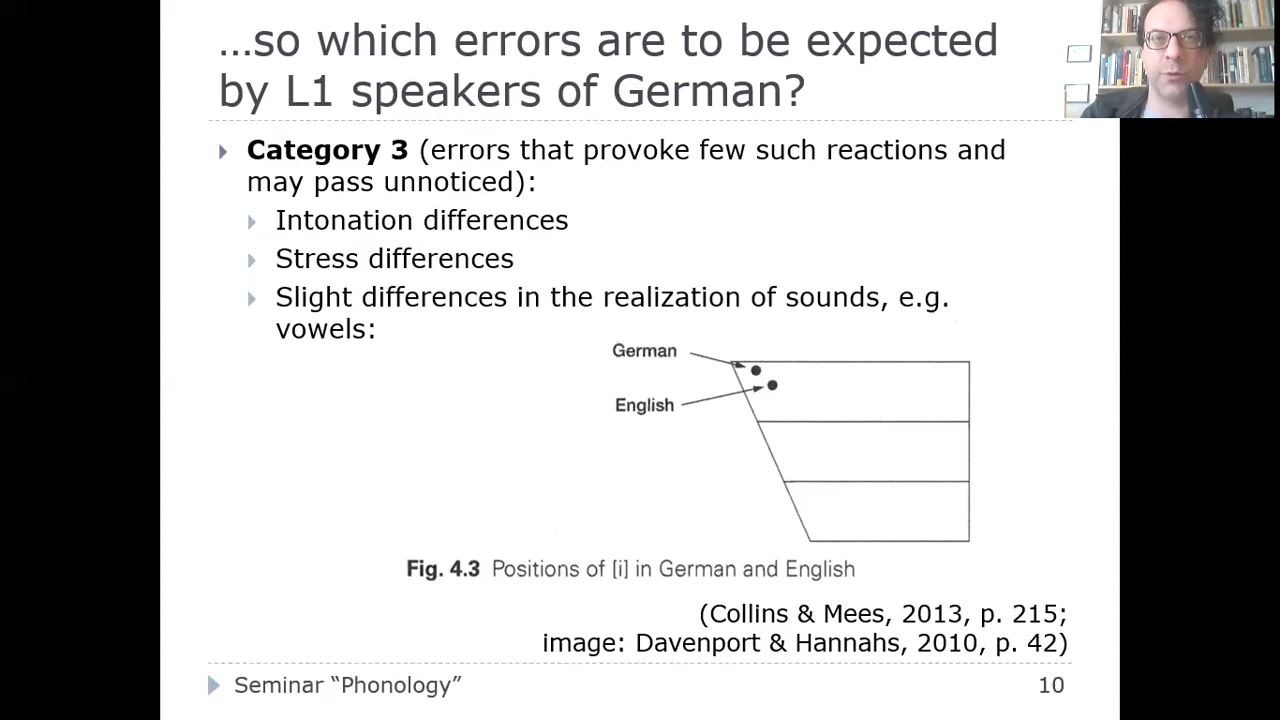 …so which errors are to be expected
by L1 speakers of German?
Category 3 (errors that provoke few such reactions and
may pass unnoticed):
Intonation differences
Stress differences
Slight differences in the realization of sounds, e.g.
vowels:
German
English
Fig. 4.3 Positions of [i] in German and English
(Collins & Mees, 2013, p. 215;
image: Davenport & Hannahs, 2010, p. 42)
Seminar “Phonology”
10